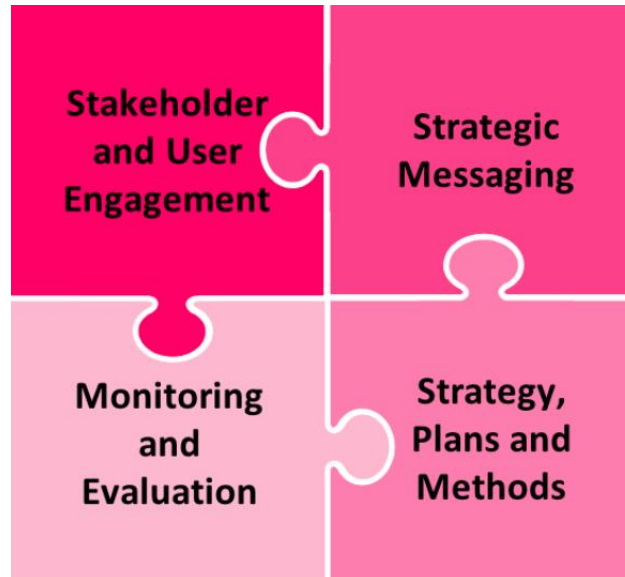 Stakeholder
and User
Engagement
Strategic
Messaging
Monitoring
and
Evaluation
Strategy,
Plans and
Methods